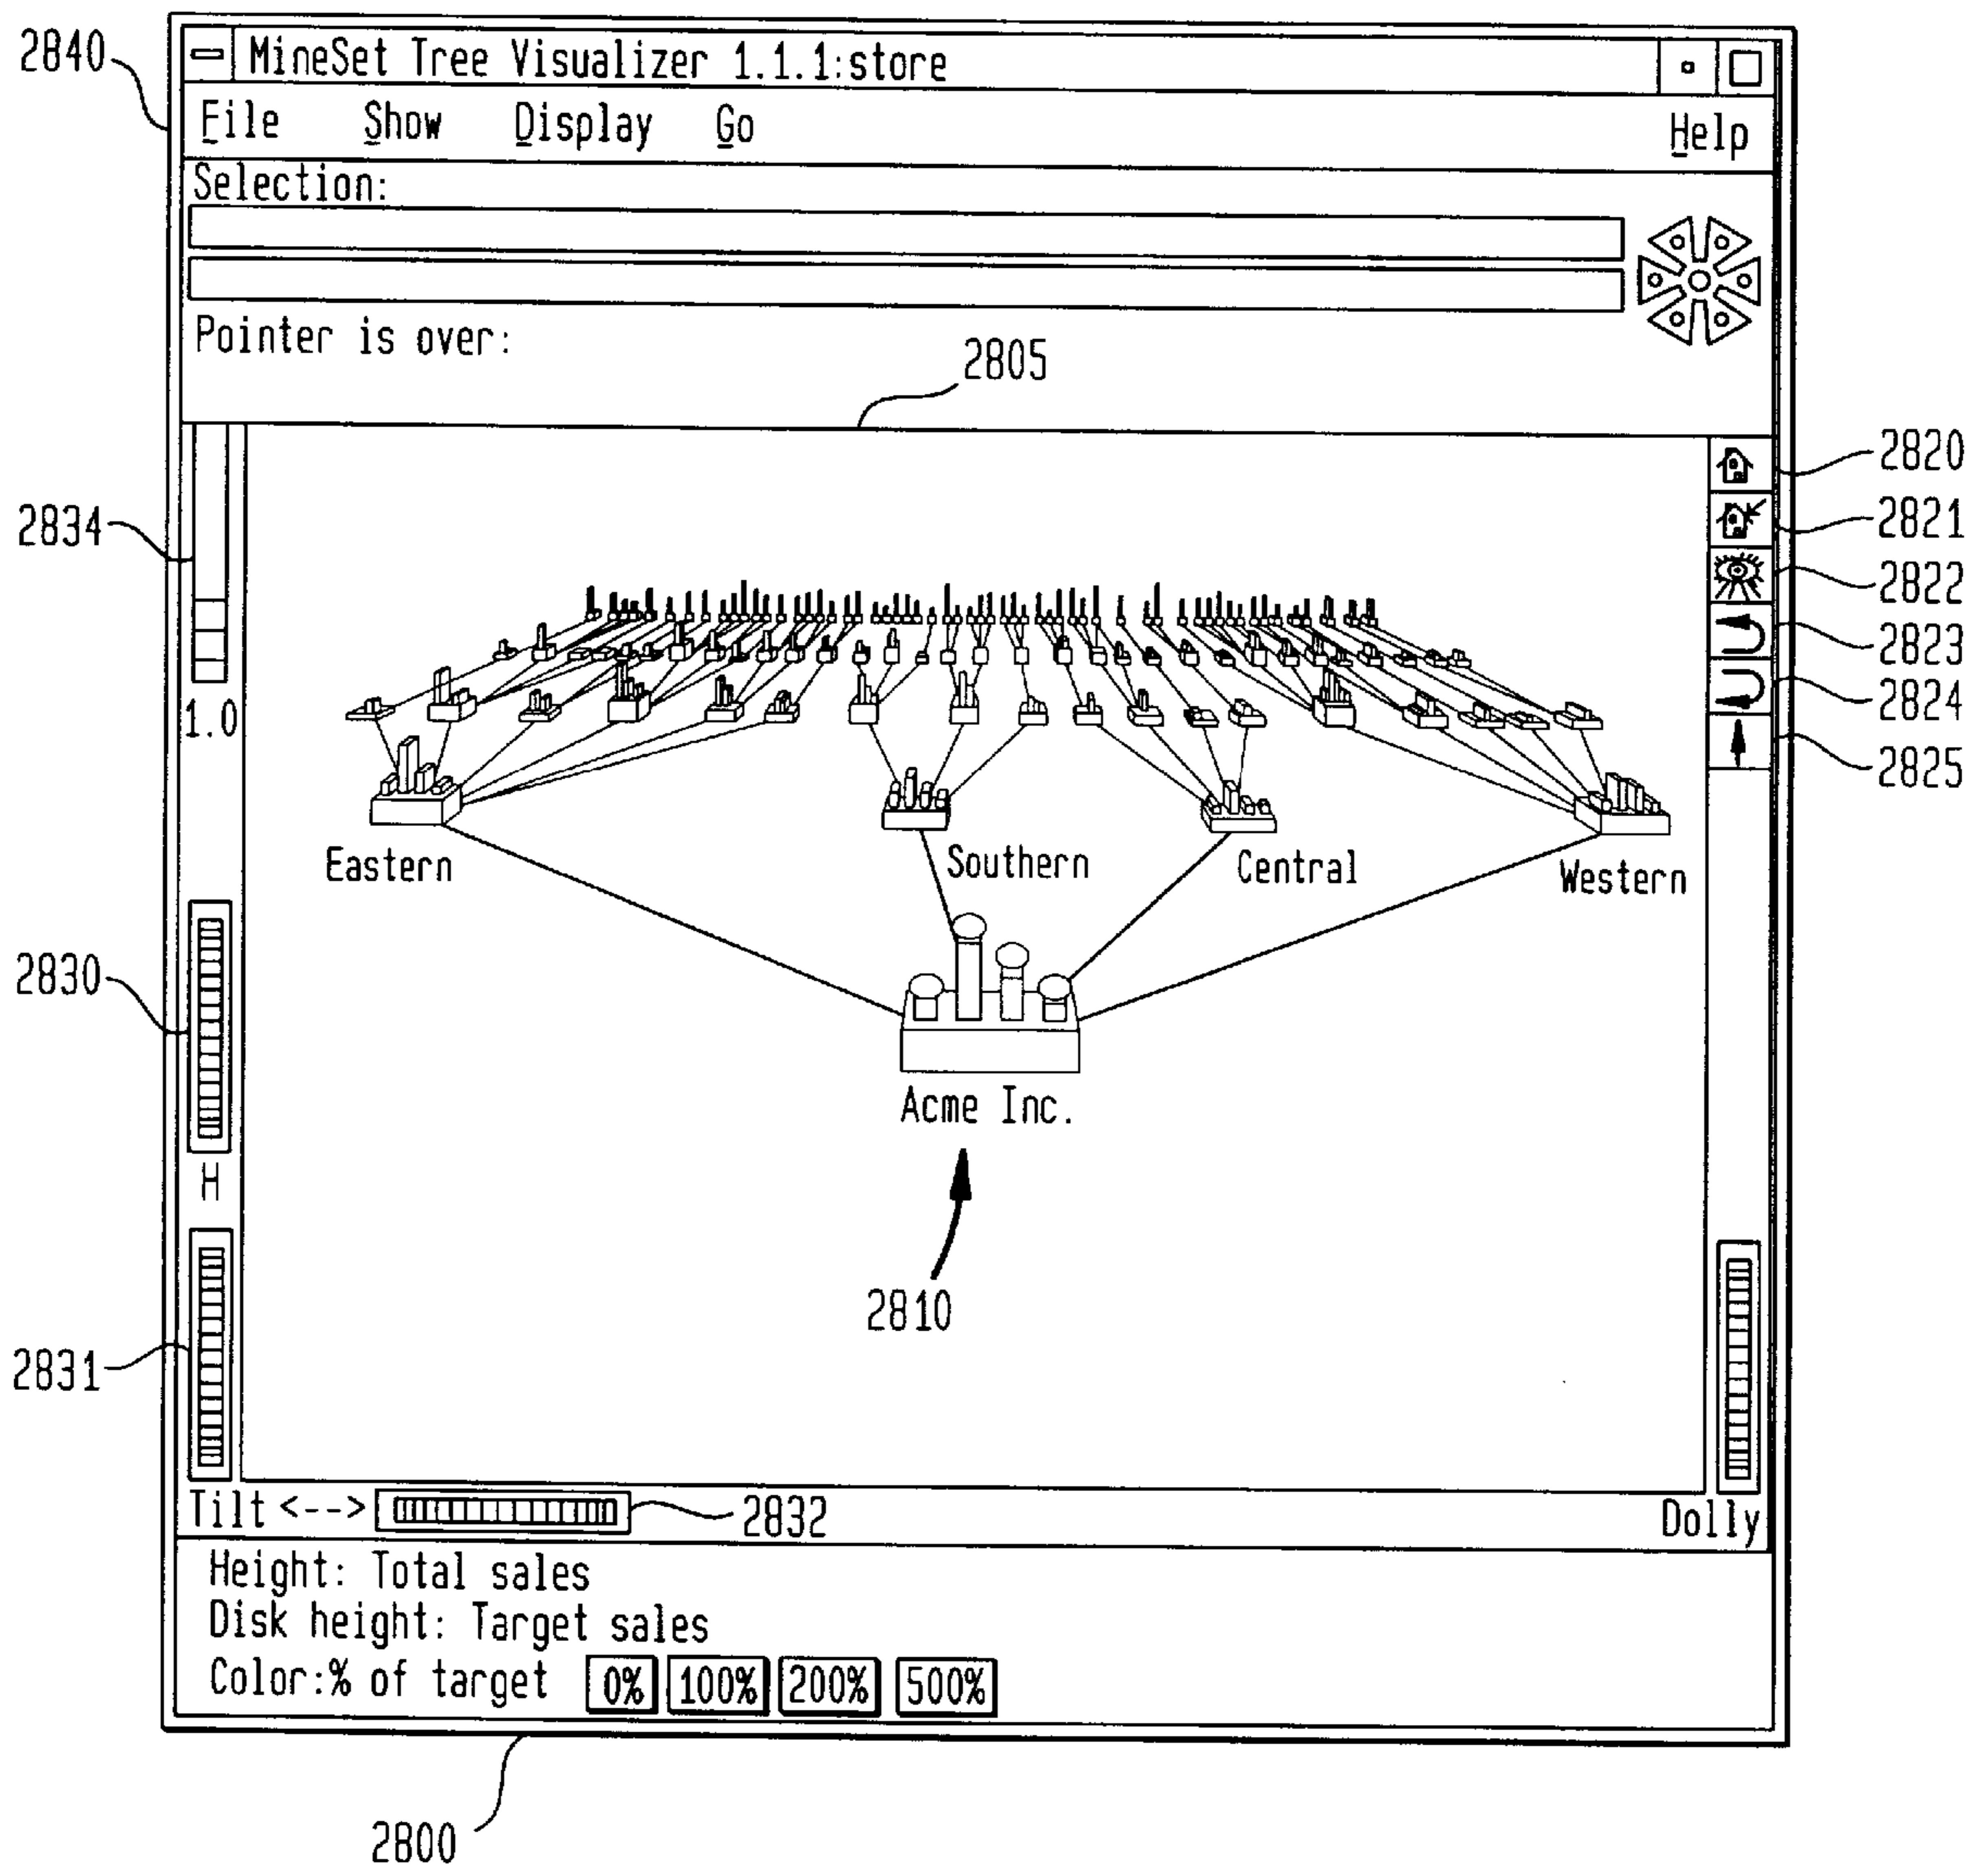 2840
MineSet Tree Visualizer 1.1.1:store
File Show Display Go Help
Selection:
Pointer is over:
2805
2820
2821
2834
2822
2823
2824
1.0
2825
Eastern Southern Central Western
2830
Acme Inc.
H
2810
2831
Tilt <--> 2832 Dolly
Height: Total sales
Disk height: Target sales
Color:% of target 0% 100% 200% 500%
2800